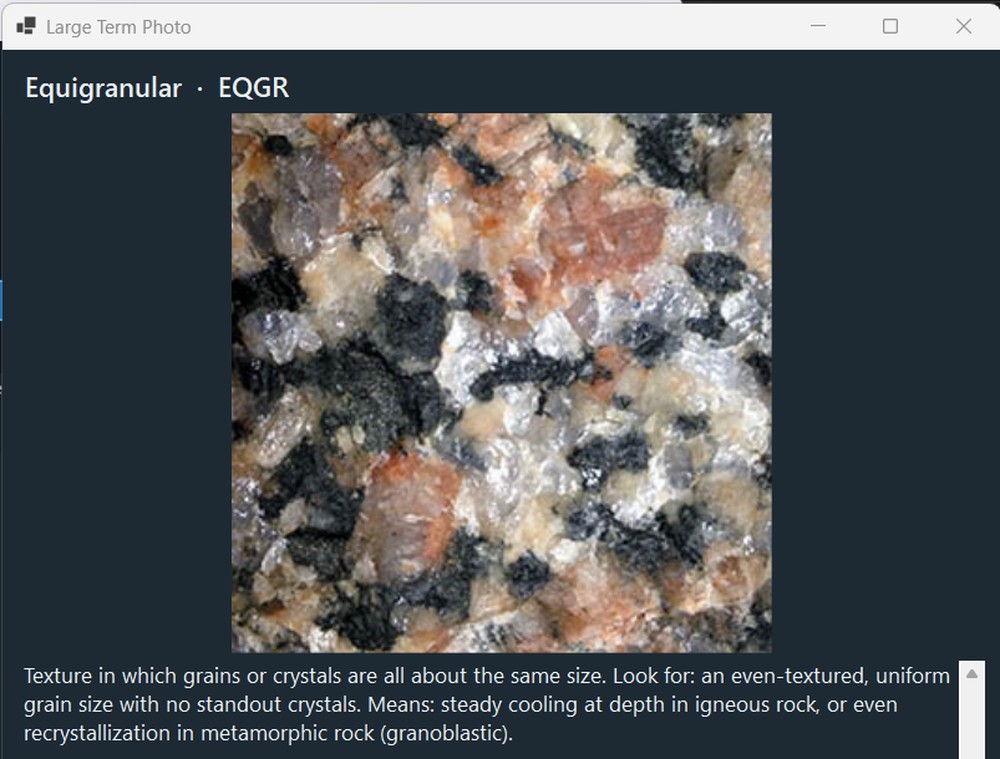 Large Term Photo
Equigranular · EQGR
Texture in which grains or crystals are all about the same size. Look for: an even-textured, uniform
grain size with no standout crystals. Means: steady cooling at depth in igneous rock, or even
recrystallization in metamorphic rock (granoblastic).